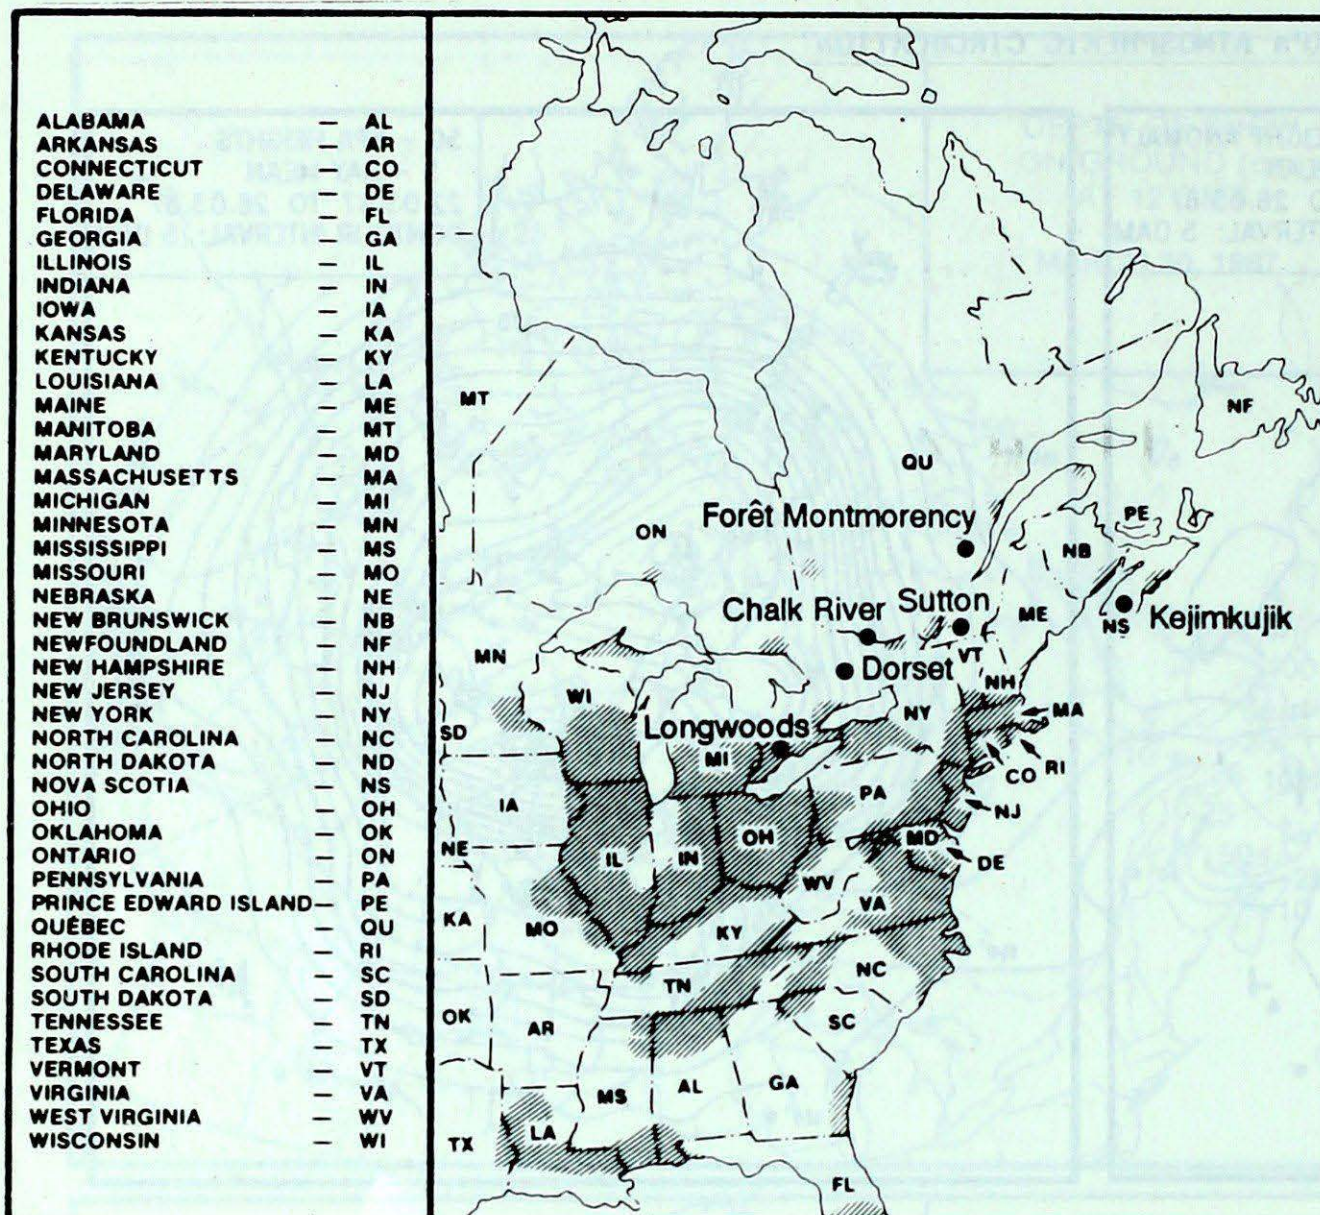 ALABAMA — AL
ARKANSAS — AR
CONNECTICUT — CO
DELAWARE — DE
FLORIDA — FL
GEORGIA — GA
ILLINOIS — IL
INDIANA — IN
IOWA — IA
KANSAS — KA
KENTUCKY — KY
LOUISIANA — LA
MAINE — ME
MANITOBA — MT
MARYLAND — MD
MASSACHUSETTS — MA
MICHIGAN — MI
MINNESOTA — MN
MISSISSIPPI — MS
MISSOURI — MO
NEBRASKA — NE
NEW BRUNSWICK — NB
NEWFOUNDLAND — NF
NEW HAMPSHIRE — NH
NEW JERSEY — NJ
NEW YORK — NY
NORTH CAROLINA — NC
NORTH DAKOTA — ND
NOVA SCOTIA — NS
OHIO — OH
OKLAHOMA — OK
ONTARIO — ON
PENNSYLVANIA — PA
PRINCE EDWARD ISLAND — PE
QUÉBEC — QU
RHODE ISLAND — RI
SOUTH CAROLINA — SC
SOUTH DAKOTA — SD
TENNESSEE — TN
TEXAS — TX
VERMONT — VT
VIRGINIA — VA
WEST VIRGINIA — WV
WISCONSIN — WI
MT
NF
QU
Forêt Montmorency
PE
ON
NB
Chalk River
Sutton
ME
NS
Kejimkujik
MN
VT
Dorset
NH
WI
NY
MA
SD
Longwoods
MI
CO
RI
IA
PA
NJ
NE
IL
IN
OH
MD
DE
WV
KA
MO
KY
VA
TN
NC
OK
AR
SC
MS
AL
GA
TX
LA
FL